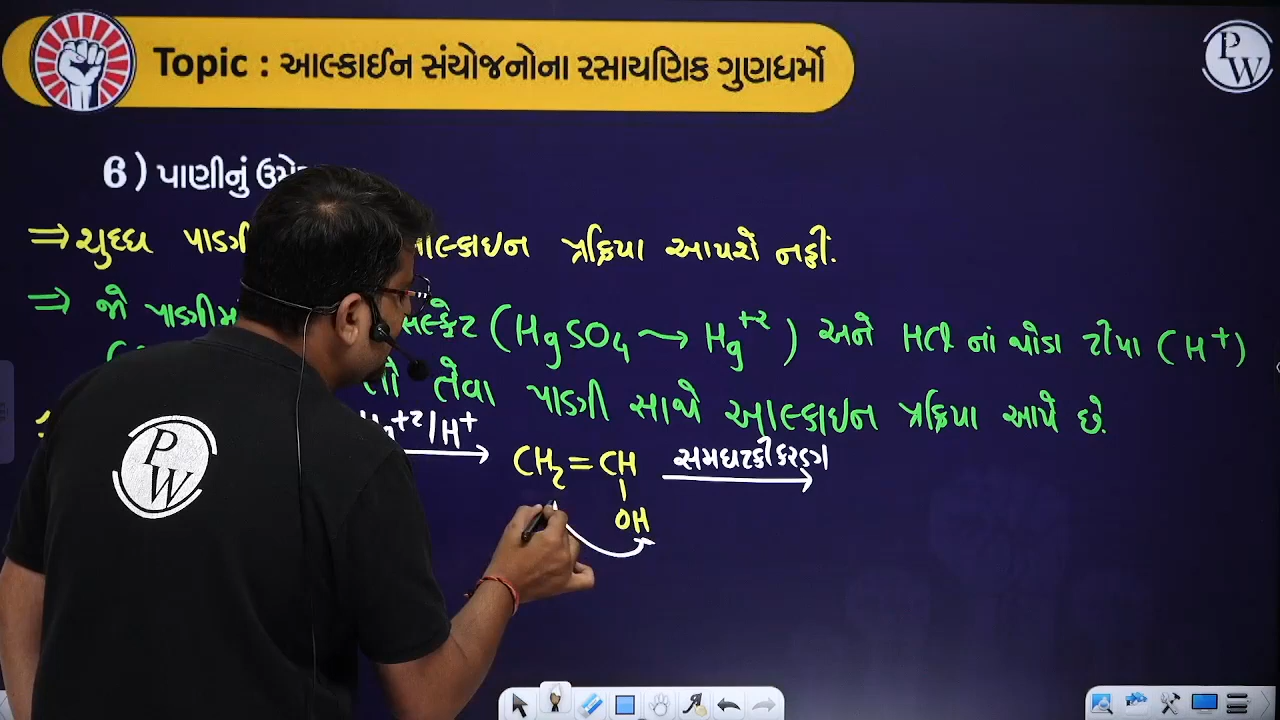 PW
Topic : આલ્કાઈન સંયોજનોના રસાયણિક ગુણધર્મો
6) પાણીનું
⇒ શુધ્ધ આલ્કાઇન પ્રક્રિયા આપશે નહીં.
⇒ જો પાણીમાં સલ્ફેટ (HgSO4 → Hg+2) અને HCl નાં થોડા ટીપા (H+)
તો તેવા પાણી સાથે આલ્કાઇન પ્રક્રિયા આપે છે.
Hg+2/H+ CH2 = CH સમઘટકીકરણ
OH
PW